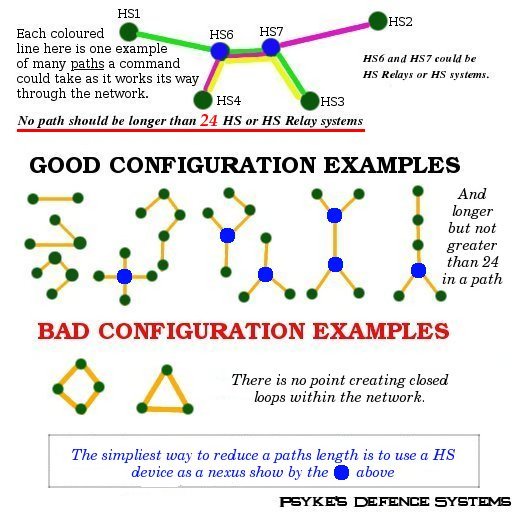 HS1
HS2
HS6
HS7
Each coloured
line here is one example
of many paths a command
could take as it works its way
through the network.
HS6 and HS7 could be
HS Relays or HS systems.
HS4
HS3
No path should be longer than 24 HS or HS Relay systems
GOOD CONFIGURATION EXAMPLES
And
longer
but not
greater
than 24
in a path
BAD CONFIGURATION EXAMPLES
There is no point creating closed
loops within the network.
The simpliest way to reduce a paths length is to use a HS
device as a nexus show by the above
Psyke's Defence Systems